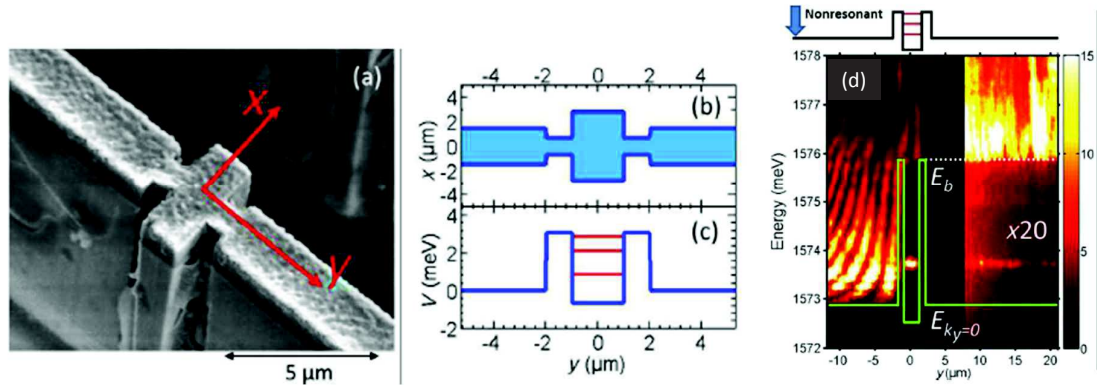 (a)
X
Y
5 µm
-4 -2 0 2 4
(b)
x (µm)
4
2
0
-2
-4
(c)
V (meV)
4
2
0
-2
-4 -2 0 2 4
y (µm)
Nonresonant
(d)
Energy (meV)
1578
1577
1576
1575
1574
1573
1572
E_b
x20
E_{k_y=0}
-10 -5 0 5 10 15 20
y (µm)
15
10
5
0